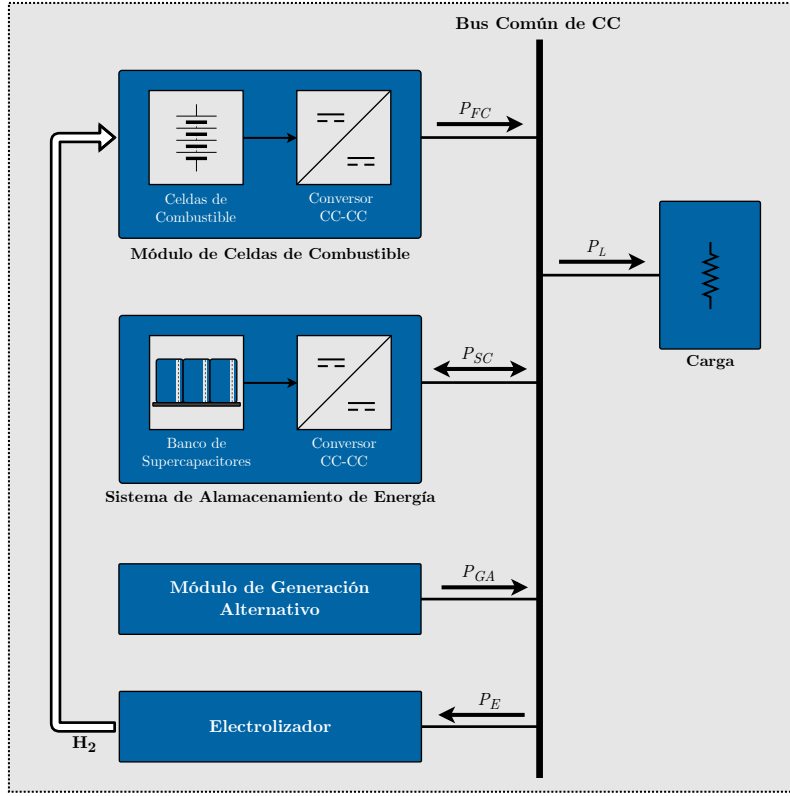 Bus Común de CC
P_FC
Celdas de
Combustible
Conversor
CC-CC
Módulo de Celdas de Combustible
P_L
Carga
P_SC
Banco de
Supercapacitores
Conversor
CC-CC
Sistema de Alamacenamiento de Energía
P_GA
Módulo de Generación
Alternativo
P_E
Electrolizador
H_2